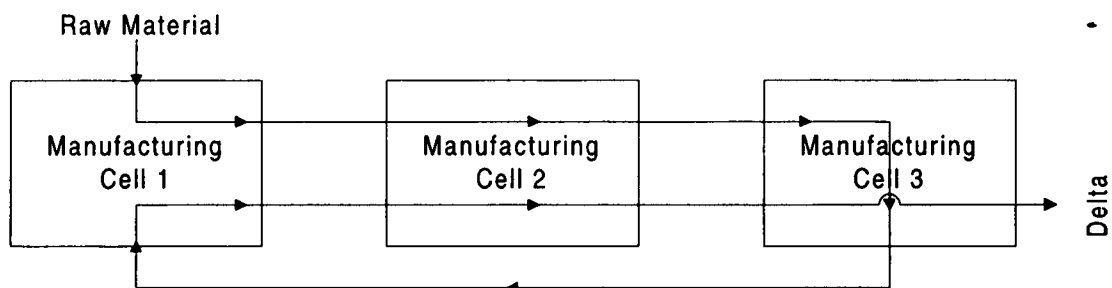 Raw Material
Manufacturing
Cell 1
Manufacturing
Cell 2
Manufacturing
Cell 3
Delta